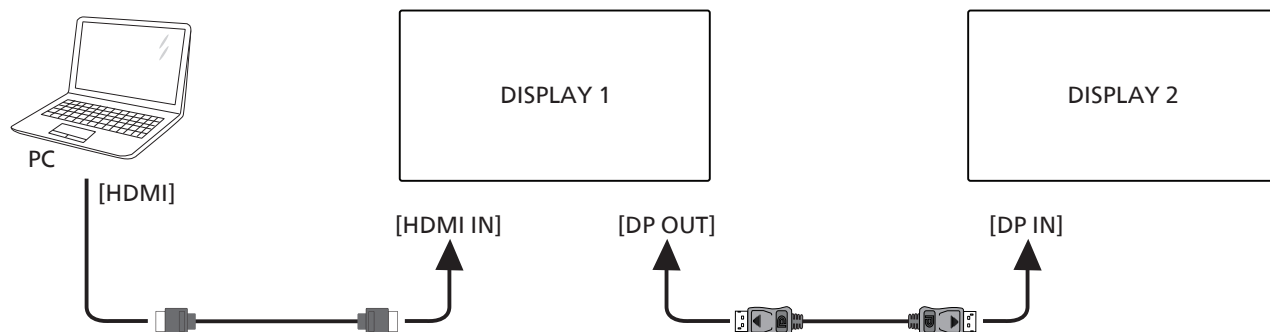 DISPLAY 1
DISPLAY 2
PC
[HDMI]
[HDMI IN]
[DP OUT]
[DP IN]